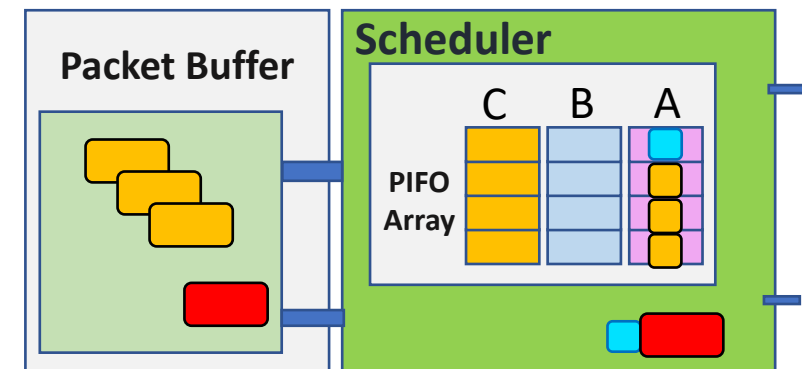 Packet Buffer
Scheduler
C B A
PIFO
Array